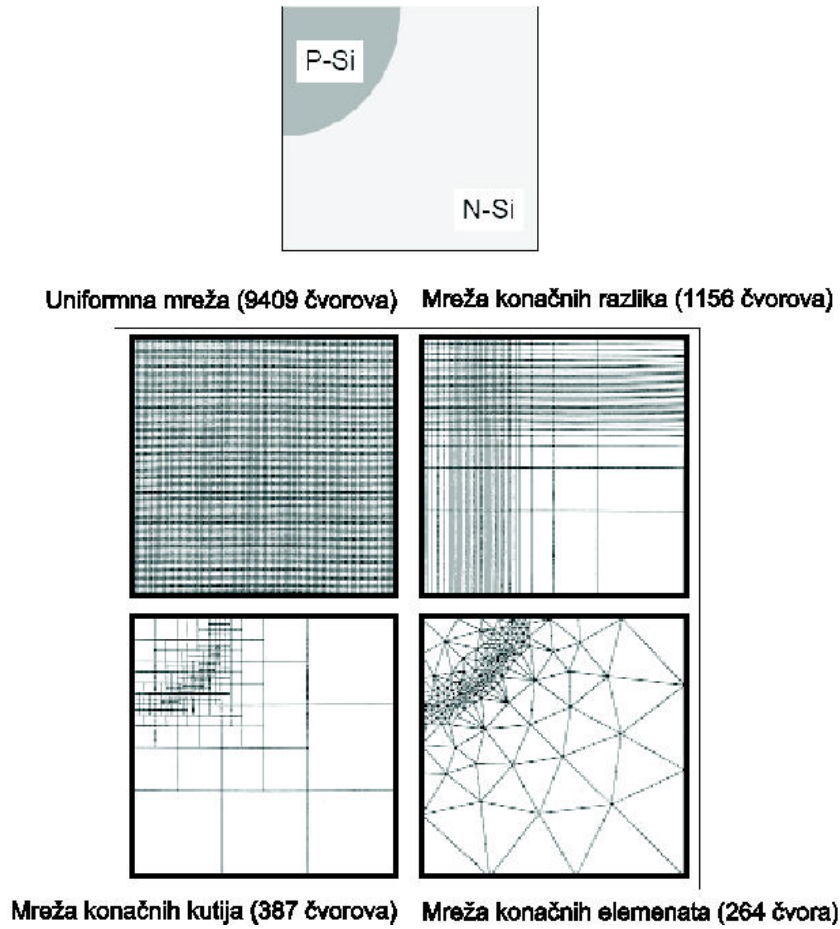 P-Si
N-Si
Uniformna mreža (9409 čvorova)
Mreža konačnih razlika (1156 čvorova)
Mreža konačnih kutija (387 čvorova)
Mreža konačnih elemenata (264 čvora)